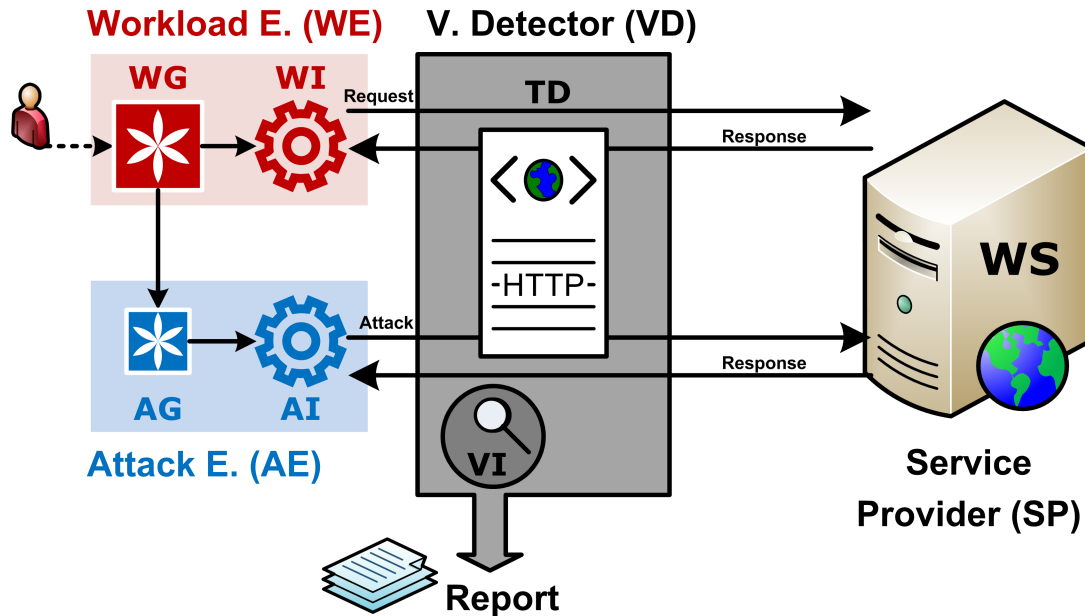 Workload E. (WE)
V. Detector (VD)
WG
WI
TD
Request
Response
HTTP
WS
Attack
Response
AG
AI
VI
Attack E. (AE)
Service
Provider (SP)
Report